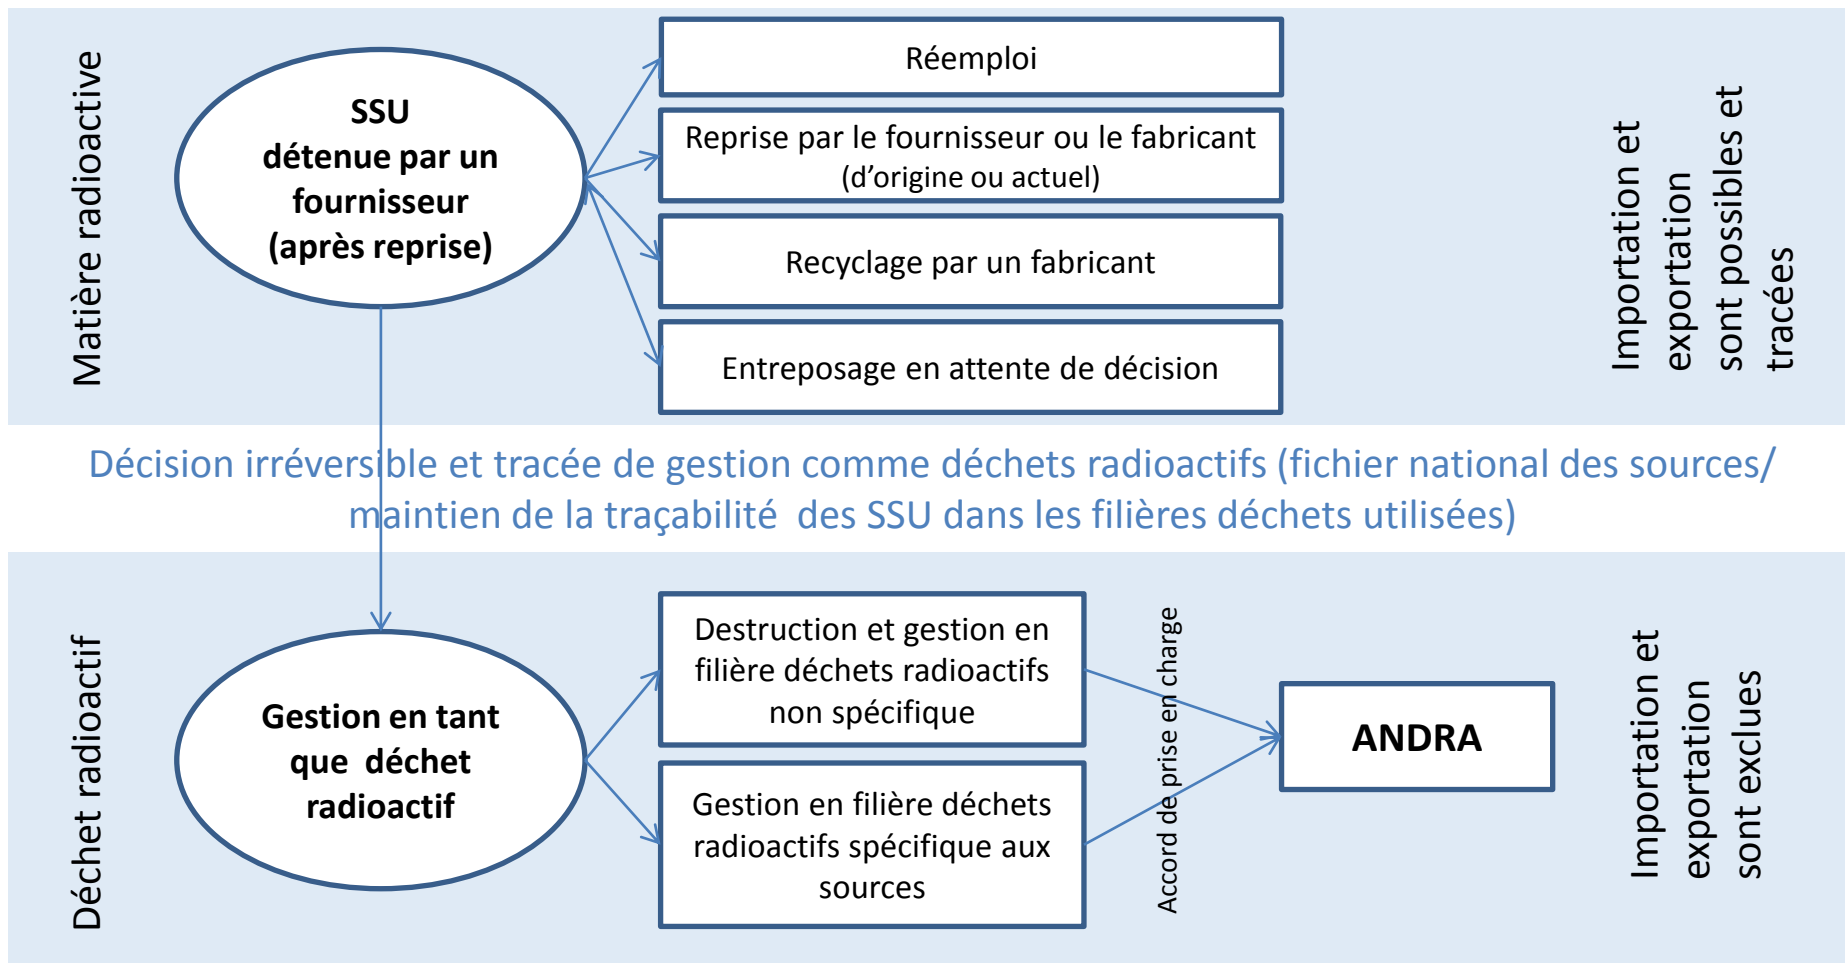 Matière radioactive
SSU
détenue par un
fournisseur
(après reprise)
Réemploi
Reprise par le fournisseur ou le fabricant
(d'origine ou actuel)
Recyclage par un fabricant
Entreposage en attente de décision
Importation et
exportation
sont possibles et
tracées
Décision irréversible et tracée de gestion comme déchets radioactifs (fichier national des sources/
maintien de la traçabilité des SSU dans les filières déchets utilisées)
Déchet radioactif
Gestion en tant
que déchet
radioactif
Destruction et gestion en
filière déchets radioactifs
non spécifique
Gestion en filière déchets
radioactifs spécifique aux
sources
Accord de prise en charge
ANDRA
Importation et
exportation
sont exclues